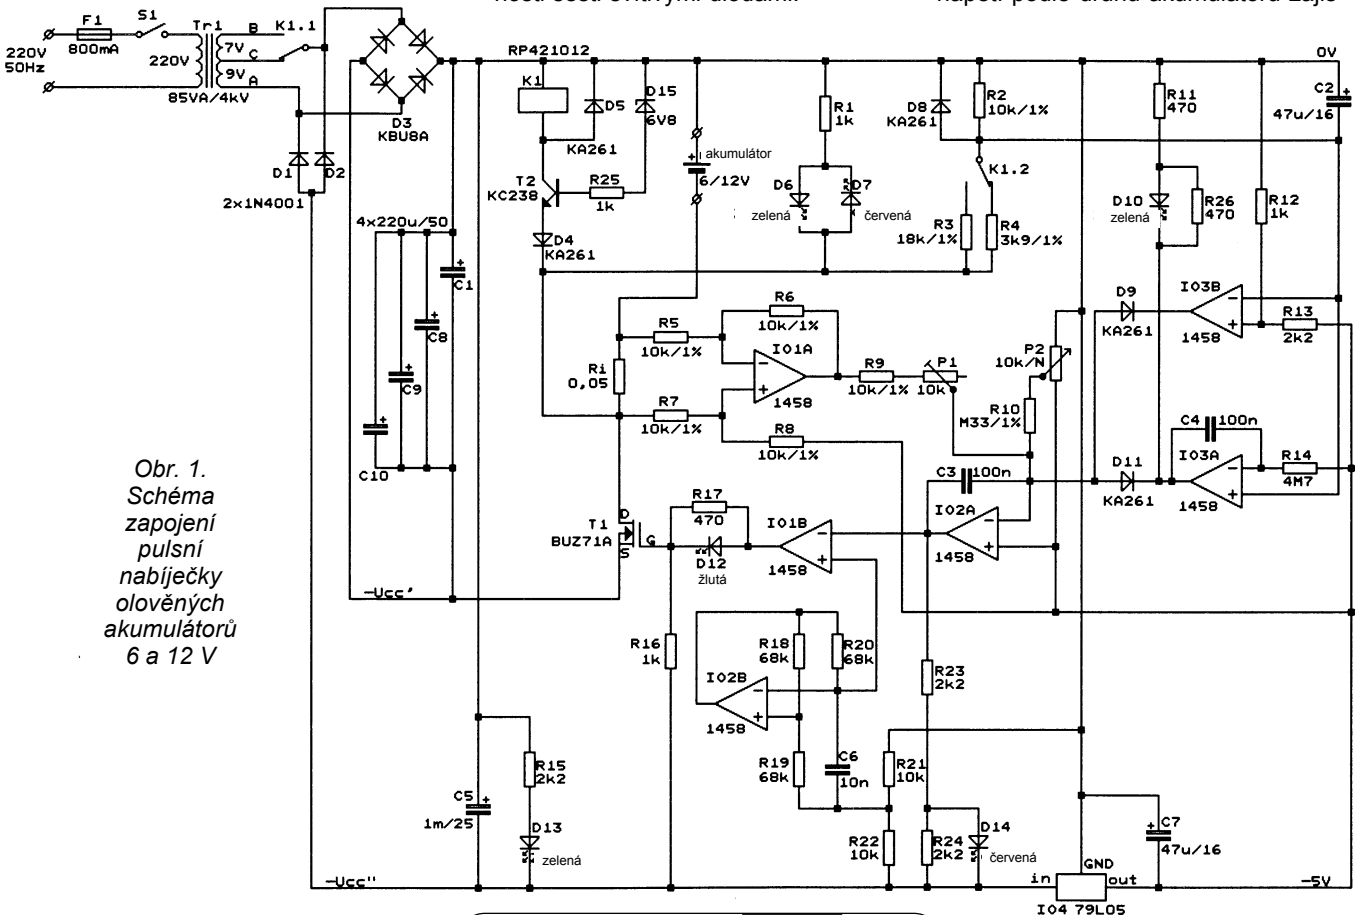 F1
800mA
S1
Tr1
B
K1.1
7V
C
9V
A
220V
50Hz
220V
85VA/4kV
D3
KBU8A
D1
D2
2x1N4001
4x220u/50
C1
C8
C9
C10
RP421012
K1
D5
KA261
D15
6V8
T2
KC238
R25
1k
D4
KA261
akumulátor
6/12V
R1
1k
D6
zelená
D7
červená
D8
KA261
R2
10k/1%
K1.2
R3
18k/1%
R4
3k9/1%
R11
470
0V
C2
47u/16
D10
zelená
R26
470
R12
1k
R5
10k/1%
R6
10k/1%
Ri
0,05
R7
10k/1%
R8
10k/1%
IO1A
1458
R9
10k/1%
P1
10k
P2
10k/N
R10
M33/1%
D9
KA261
IO3B
1458
R13
2k2
C4
100n
IO3A
1458
R14
4M7
D11
KA261
C3
100n
IO2A
1458
R17
470
IO1B
1458
T1
BUZ71A
D
G
S
D12
žlutá
-Ucc'
R16
1k
R18
68k
R20
68k
IO2B
1458
R19
68k
C6
10n
R23
2k2
R21
10k
R22
10k
R24
2k2
D14
červená
R15
2k2
C5
1m/25
D13
zelená
-Ucc"
GND
in
out
IO4 79L05
C7
47u/16
-5V
Obr. 1.
Schéma
zapojení
pulsní
nabíječky
olověných
akumulátorů
6 a 12 V